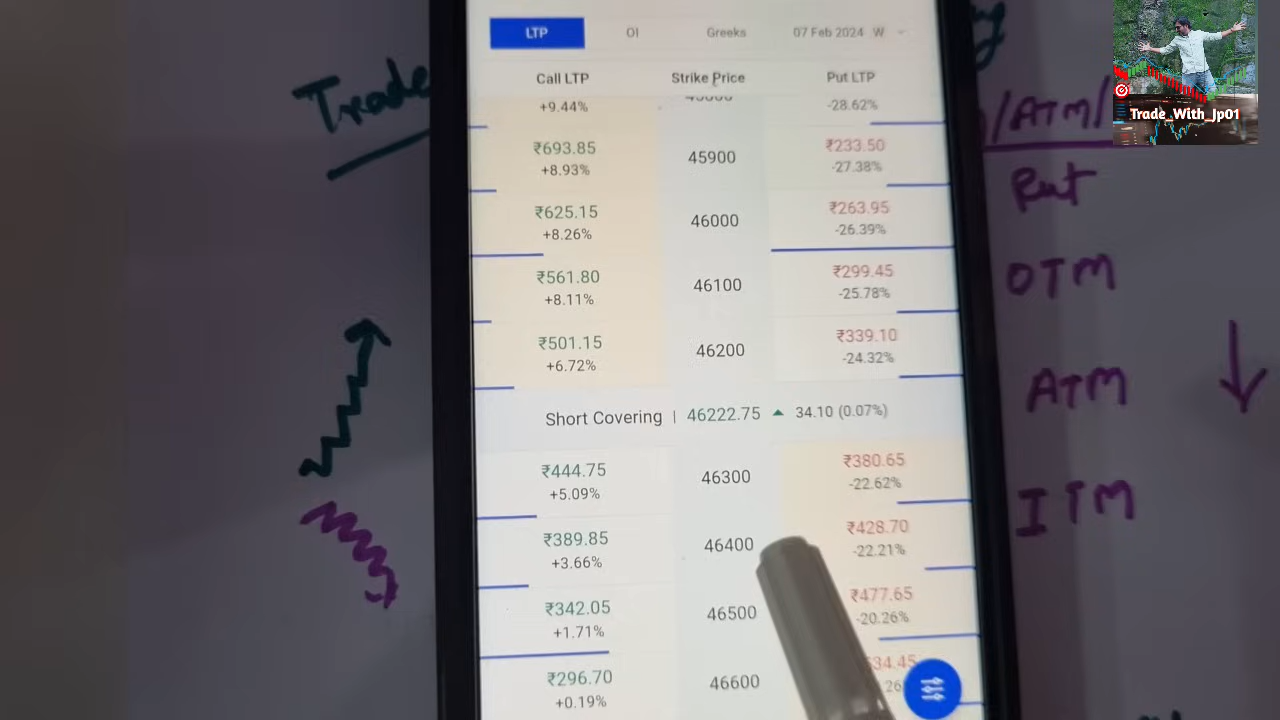 LTP OI Greeks 07 Feb 2024 W
Call LTP Strike Price Put LTP
+9.44% -28.62%
₹693.85 45900 ₹233.50
+8.93% -27.38%
₹625.15 46000 ₹263.95
+8.26% -26.39%
₹561.80 46100 ₹299.45
+8.11% -25.78%
₹501.15 46200 ₹339.10
+6.72% -24.32%
Short Covering | 46222.75 ▲ 34.10 (0.07%)
₹444.75 46300 ₹380.65
+5.09% -22.62%
₹389.85 46400 ₹428.70
+3.66% -22.21%
₹342.05 46500 ₹477.65
+1.71% -20.26%
₹296.70 46600 34.45
+0.19%
Trade
/ATM/
Put
OTM
ATM
ITM
Trade_With_Jp01